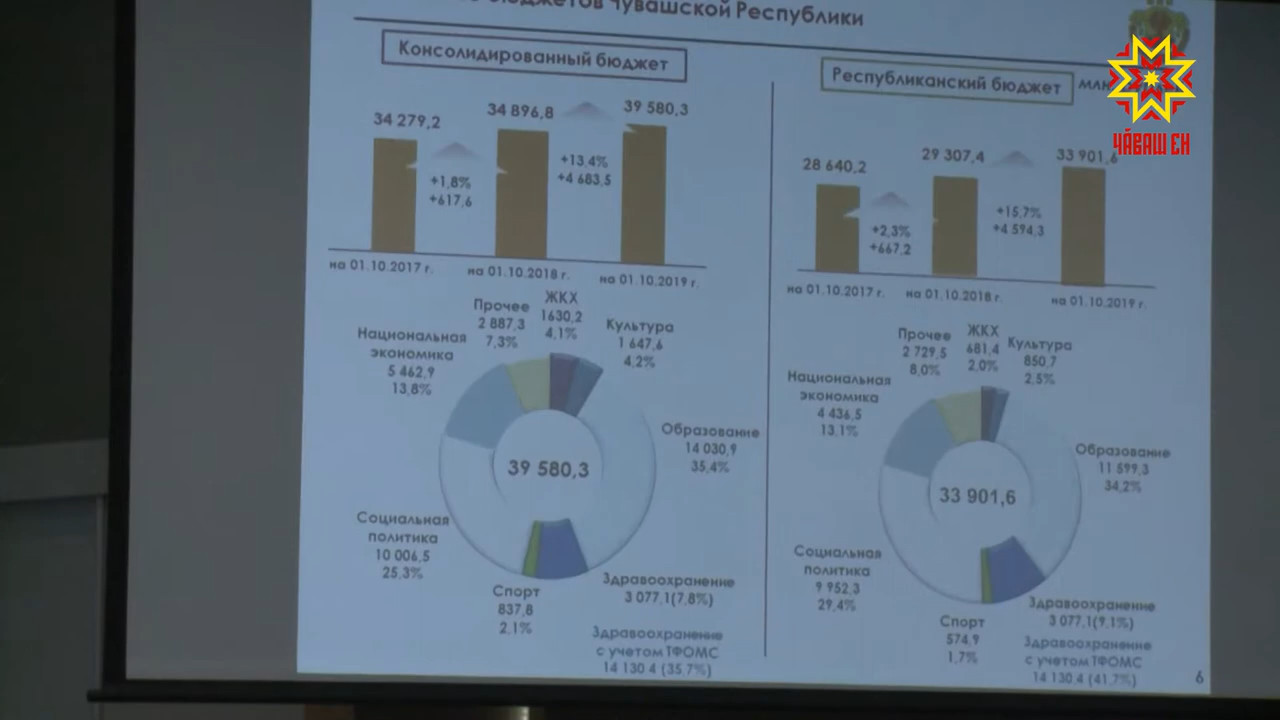 бюджетов Чувашской Республики
Консолидированный бюджет
34 279,2
34 896,8
39 580,3
+1,8%
+617,6
+13,4%
+4 683,5
на 01.10.2017 г.
на 01.10.2018 г.
на 01.10.2019 г.
Прочее
2 887,3
7,3%
ЖКХ
1630,2
4,1%
Культура
1 647,6
4,2%
Национальная
экономика
5 462,9
13,8%
Образование
14 030,9
35,4%
39 580,3
Социальная
политика
10 006,5
25,3%
Спорт
837,8
2,1%
Здравоохранение
3 077,1(7,8%)
Здравоохранение
с учетом ТФОМС
14 130,4 (35,7%)
Республиканский бюджет
28 640,2
29 307,4
33 901,6
+2,3%
+667,2
+15,7%
+4 594,3
на 01.10.2017 г.
на 01.10.2018 г.
на 01.10.2019 г.
Прочее
2 729,5
8,0%
ЖКХ
681,4
2,0%
Культура
850,7
2,5%
Национальная
экономика
4 436,5
13,1%
Образование
11 599,3
34,2%
33 901,6
Социальная
политика
9 952,3
29,4%
Спорт
574,9
1,7%
Здравоохранение
3 077,1(9,1%)
Здравоохранение
с учетом ТФОМС
14 130,4 (41,7%)
6
ЧӐВАШ ЕН